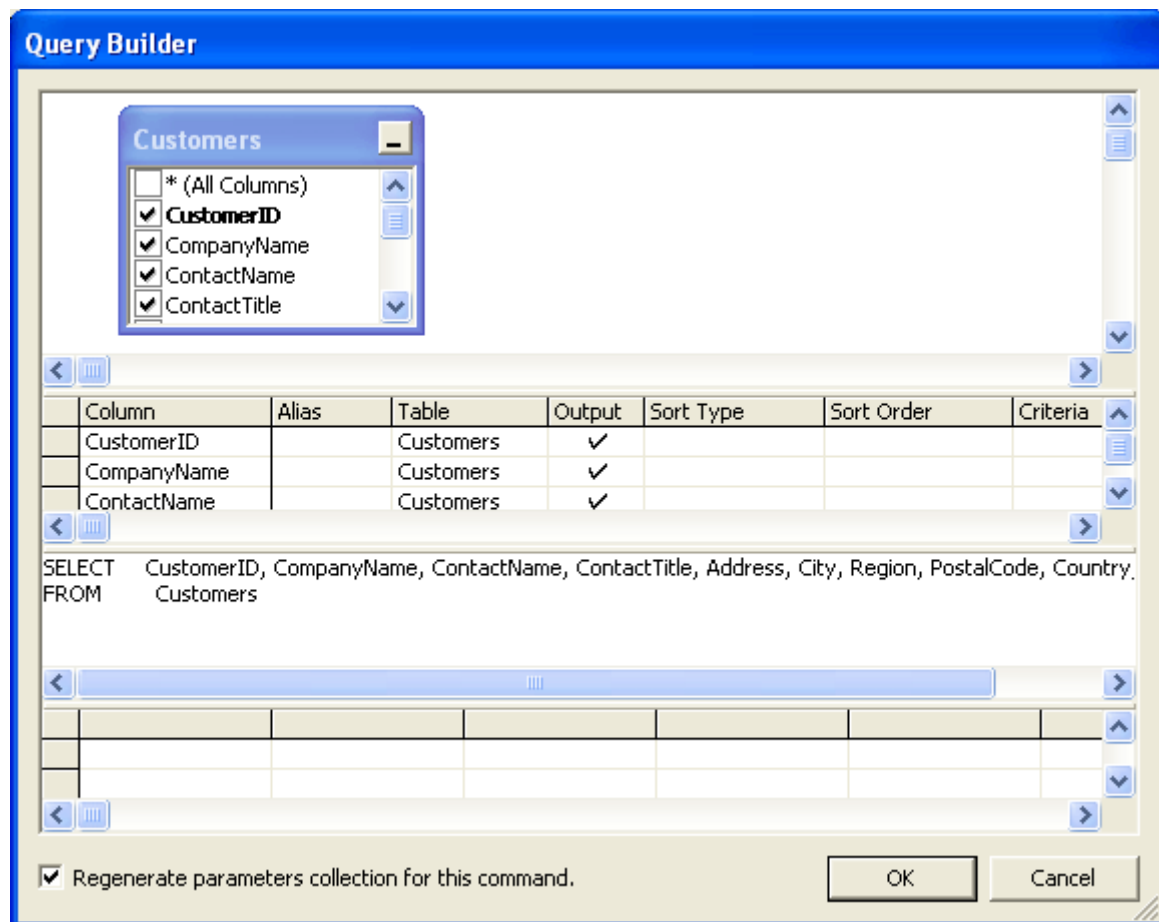 Query Builder
Customers
* (All Columns)
CustomerID
CompanyName
ContactName
ContactTitle
Column Alias Table Output Sort Type Sort Order Criteria
CustomerID Customers
CompanyName Customers
ContactName Customers
SELECT CustomerID, CompanyName, ContactName, ContactTitle, Address, City, Region, PostalCode, Country,
FROM Customers
Regenerate parameters collection for this command.
OK Cancel